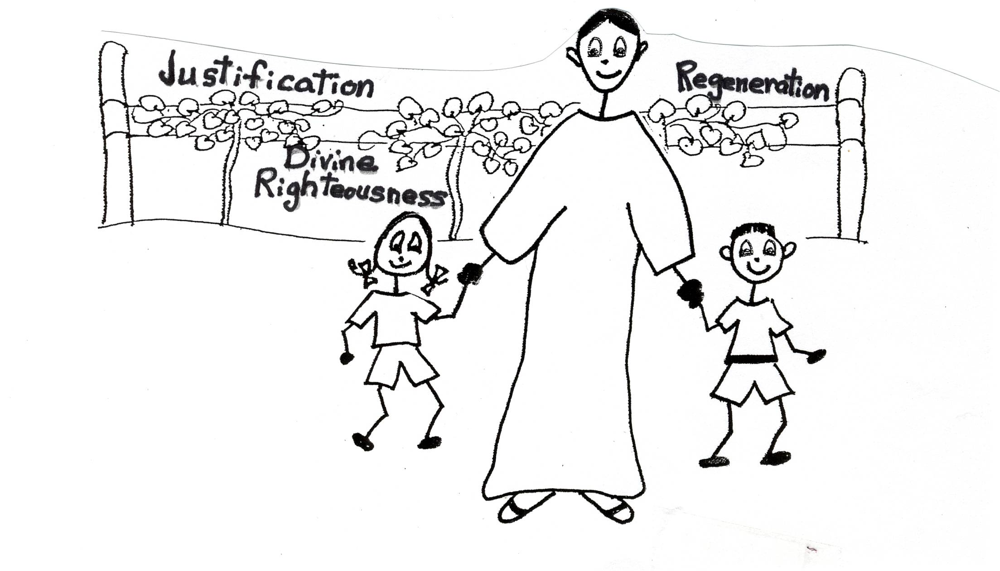 Justification
Regeneration
Divine
Righteousness